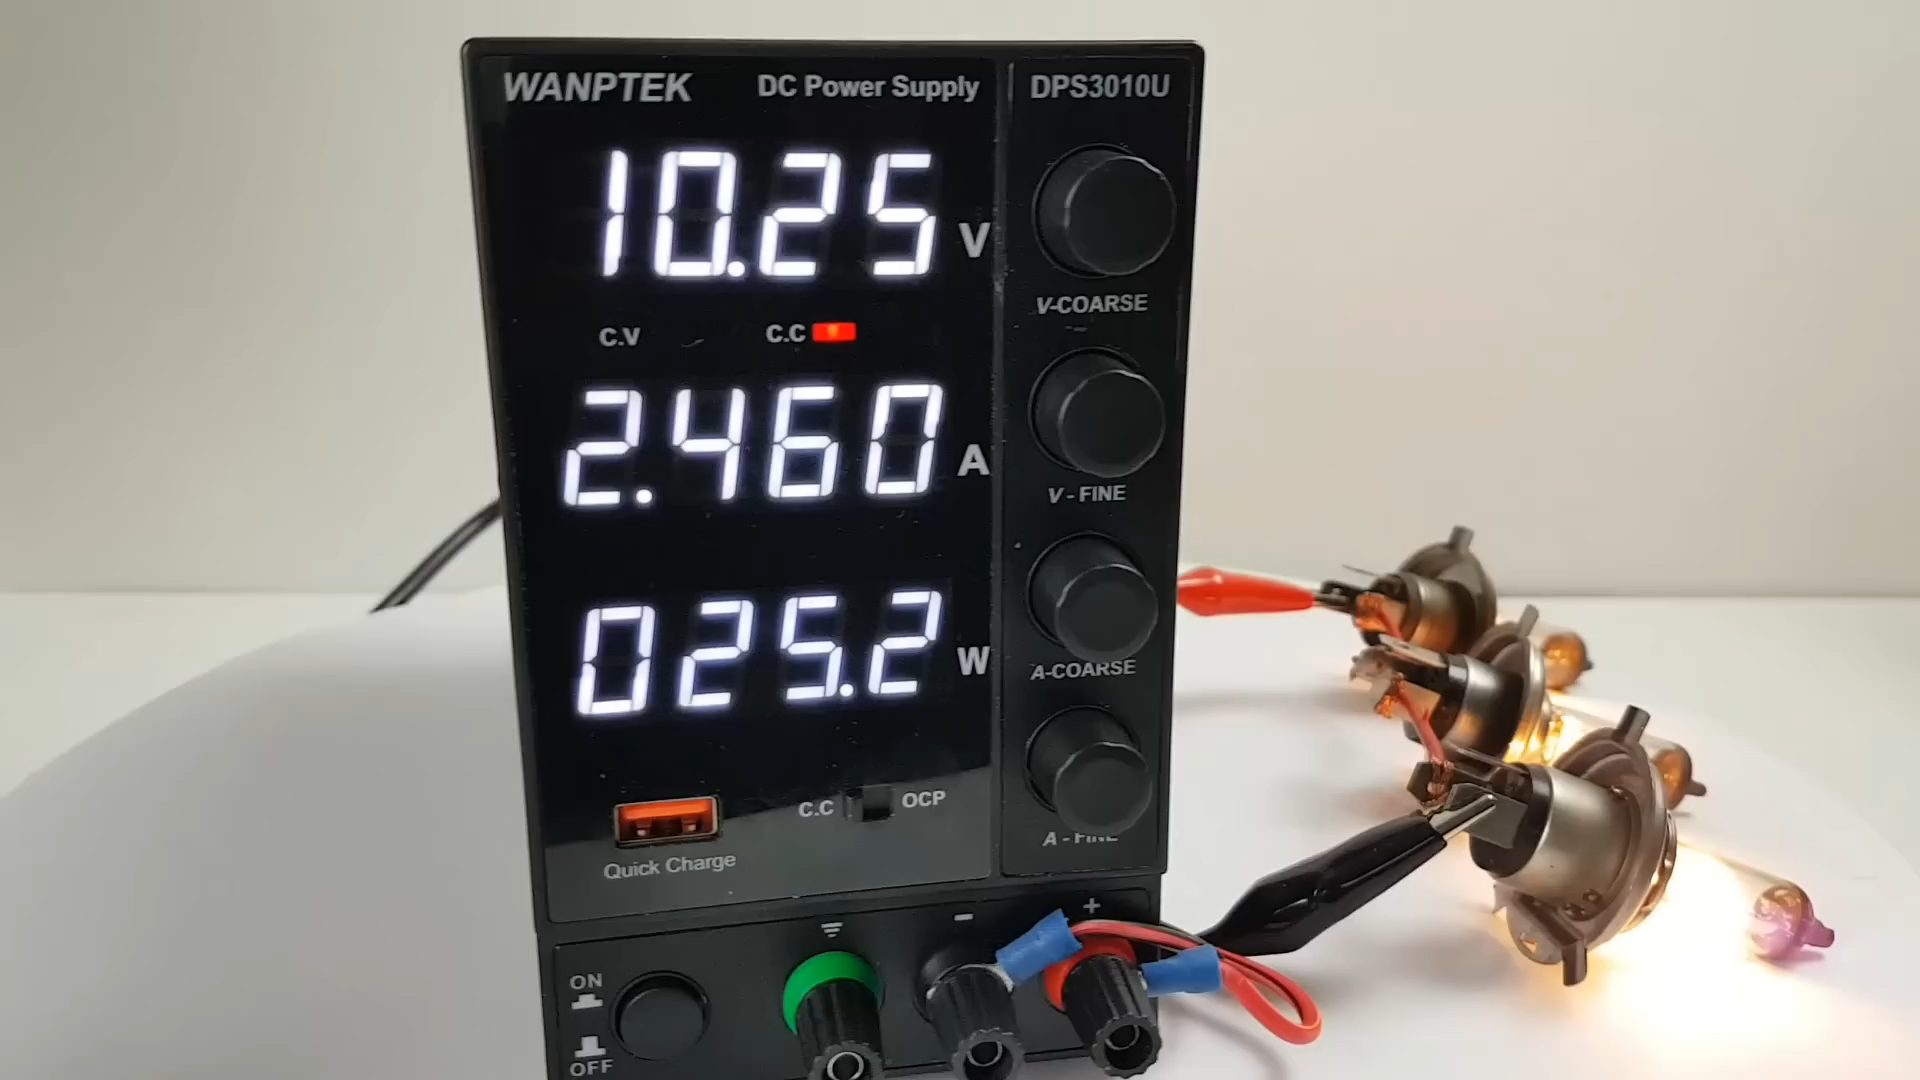 WANPTEK DC Power Supply DPS3010U
10.25 V
V-COARSE
C.V C.C
2.460 A
V - FINE
025.2 W
A-COARSE
C.C OCP
A - FINE
Quick Charge
- +
ON
OFF